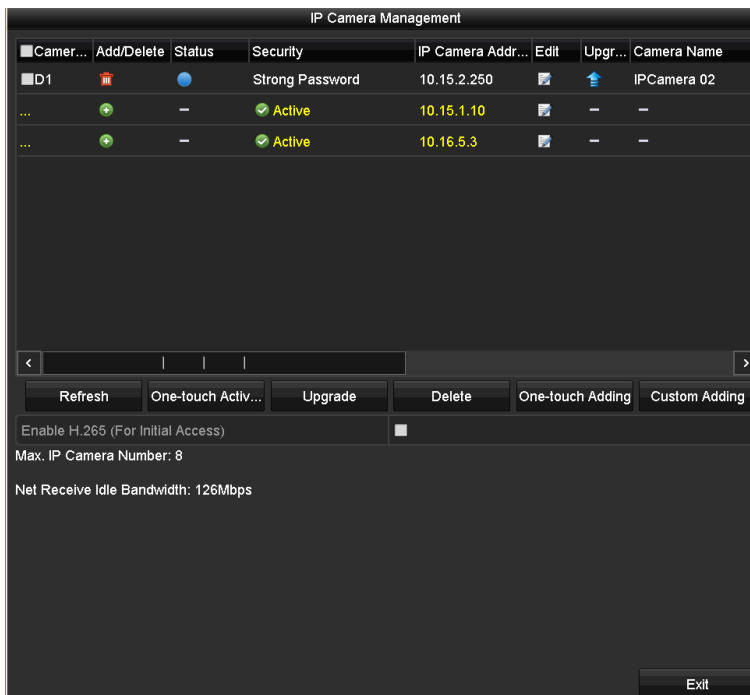 IP Camera Management
Camer... Add/Delete Status Security IP Camera Addr... Edit Upgr... Camera Name
D1 Strong Password 10.15.2.250 IPCamera 02
... – Active 10.15.1.10 – –
... – Active 10.16.5.3 – –
Refresh One-touch Activ... Upgrade Delete One-touch Adding Custom Adding
Enable H.265 (For Initial Access)
Max. IP Camera Number: 8
Net Receive Idle Bandwidth: 126Mbps
Exit